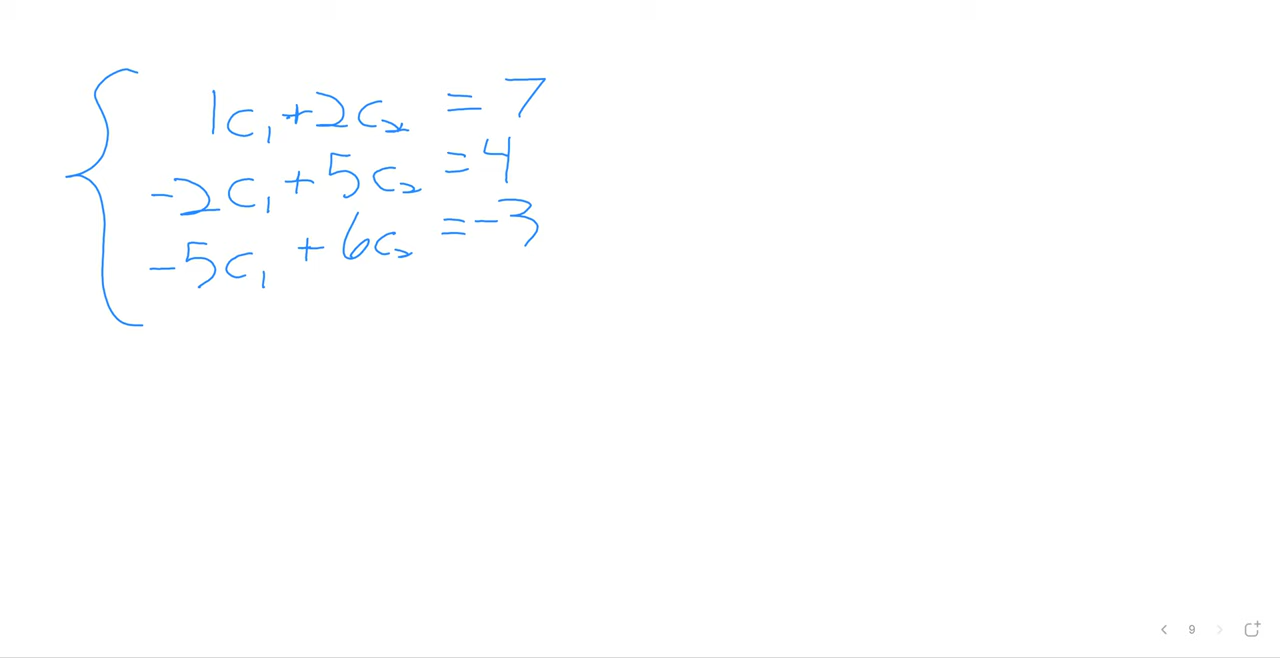 1c₁ + 2c₂ = 7
-2c₁ + 5c₂ = 4
-5c₁ + 6c₂ = -3
9